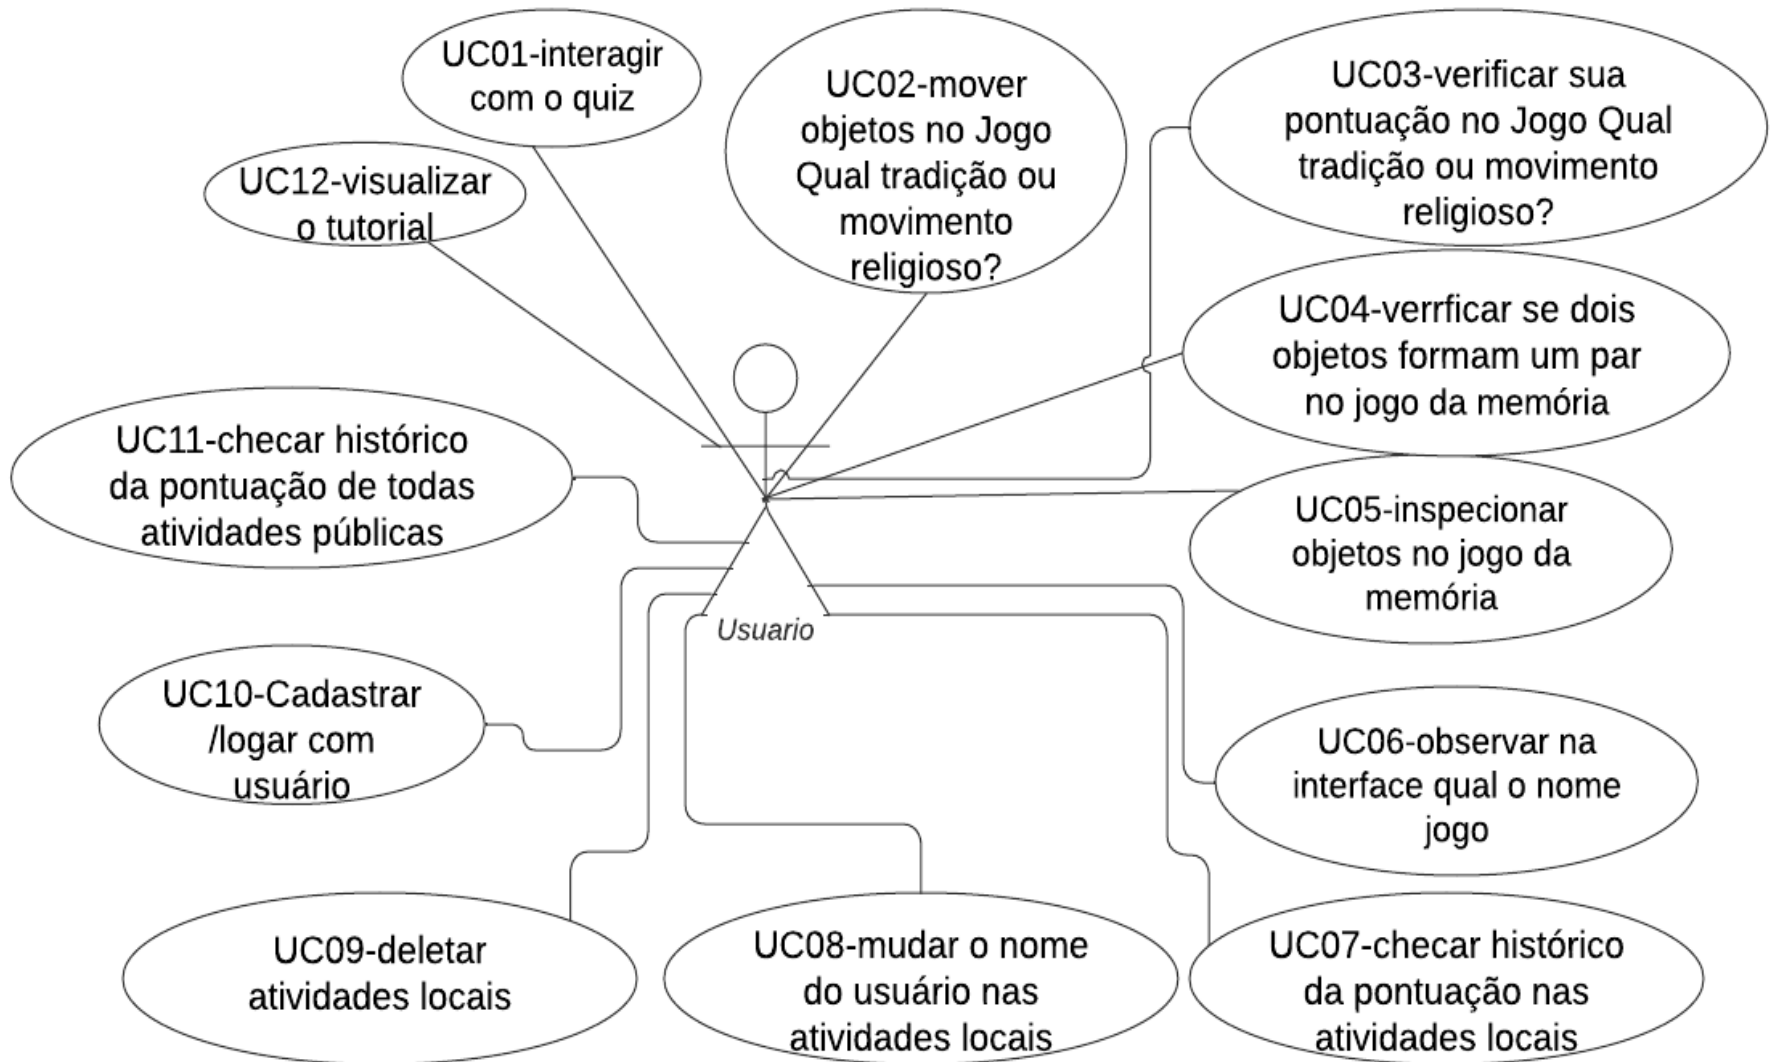 UC01-interagir
com o quiz
UC02-mover
objetos no Jogo
Qual tradição ou
movimento
religioso?
UC03-verificar sua
pontuação no Jogo Qual
tradição ou movimento
religioso?
UC12-visualizar
o tutorial
UC04-verrficar se dois
objetos formam um par
no jogo da memória
UC11-checar histórico
da pontuação de todas
atividades públicas
UC05-inspecionar
objetos no jogo da
memória
Usuario
UC10-Cadastrar
/logar com
usuário
UC06-observar na
interface qual o nome
jogo
UC09-deletar
atividades locais
UC08-mudar o nome
do usuário nas
atividades locais
UC07-checar histórico
da pontuação nas
atividades locais